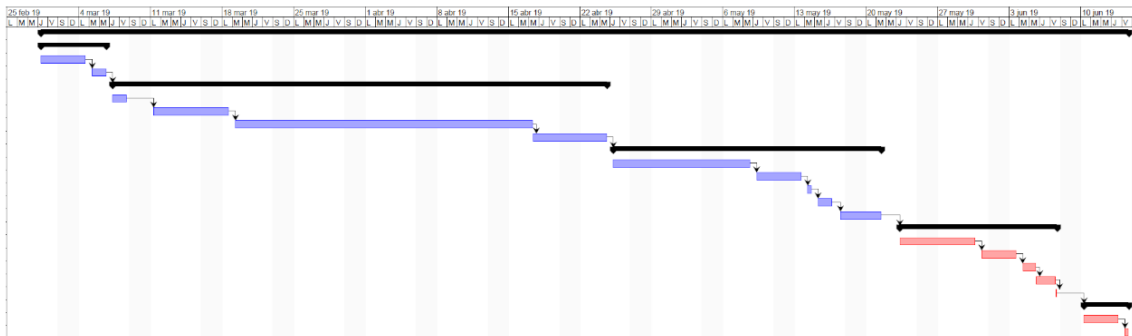 25 feb 19 4 mar 19 11 mar 19 18 mar 19 25 mar 19 1 abr 19 8 abr 19 15 abr 19 22 abr 19 29 abr 19 6 may 19 13 may 19 20 may 19 27 may 19 3 jun 19 10 jun 19
L M M J V S D L M M J V S D L M M J V S D L M M J V S D L M M J V S D L M M J V S D L M M J V S D L M M J V S D L M M J V S D L M M J V S D L M M J V S D L M M J V S D L M M J V S D L M M J V S D L M M J V S D L M M J V